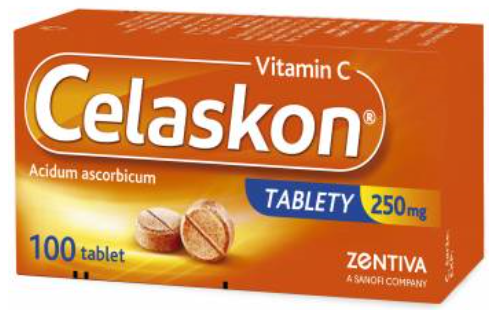 Vitamin C
Celaskon®
Acidum ascorbicum
TABLETY 250mg
100 tablet
ZENTIVA
A SANOFI COMPANY